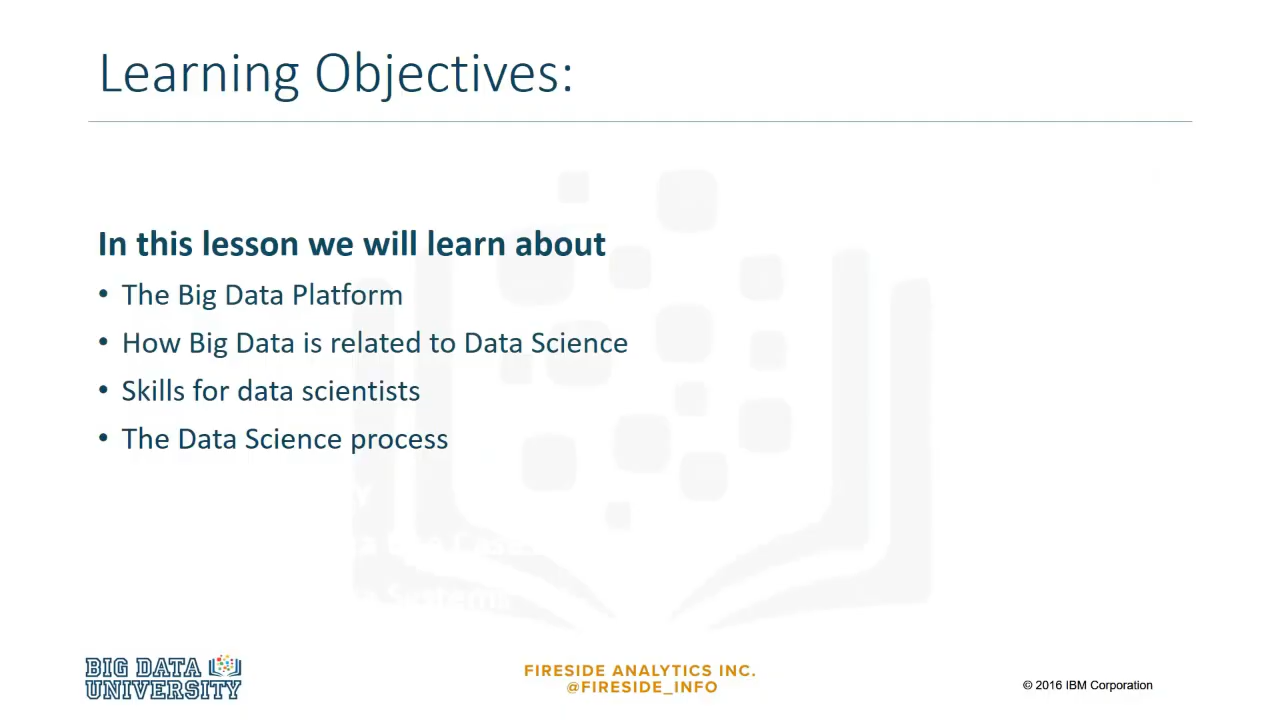 Learning Objectives:
In this lesson we will learn about
• The Big Data Platform
• How Big Data is related to Data Science
• Skills for data scientists
• The Data Science process
BIG DATA
UNIVERSITY
FIRESIDE ANALYTICS INC.
@FIRESIDE_INFO
© 2016 IBM Corporation